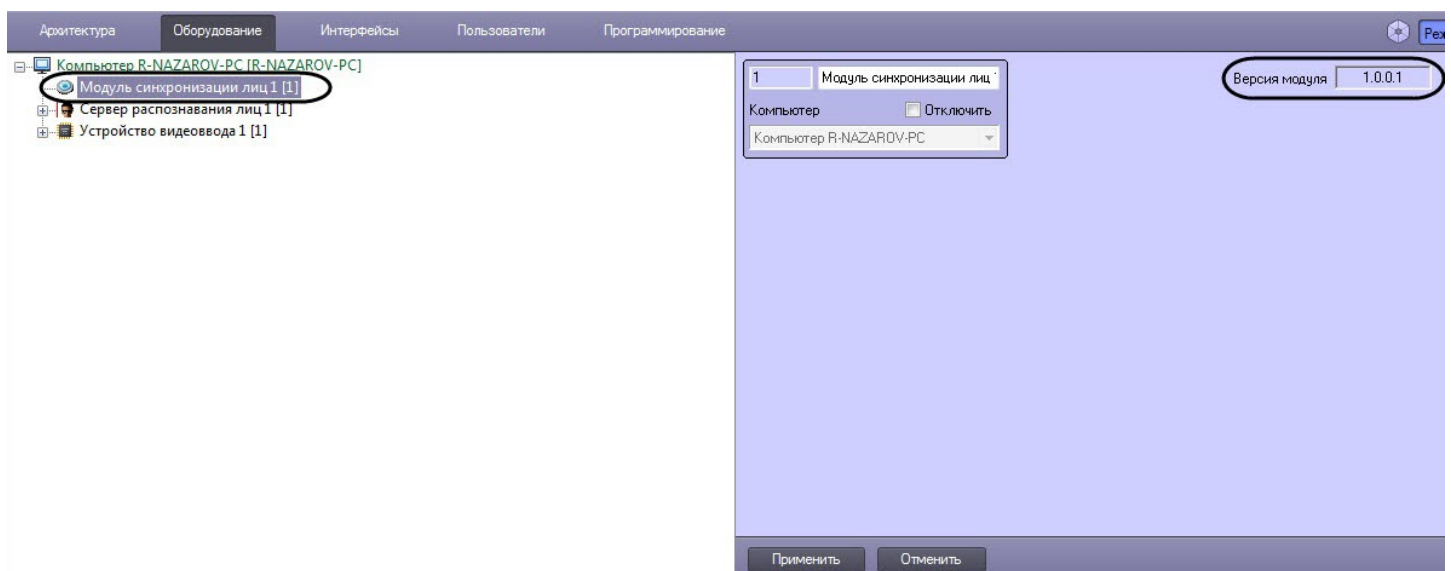 Архитектура Оборудование Интерфейсы Пользователи Программирование
Компьютер R-NAZAROV-PC [R-NAZAROV-PC]
Модуль синхронизации лиц 1 [1]
Сервер распознавания лиц 1 [1]
Устройство видеоввода 1 [1]
1 Модуль синхронизации лиц
Версия модуля 1.0.0.1
Компьютер Отключить
Компьютер R-NAZAROV-PC
Применить Отменить